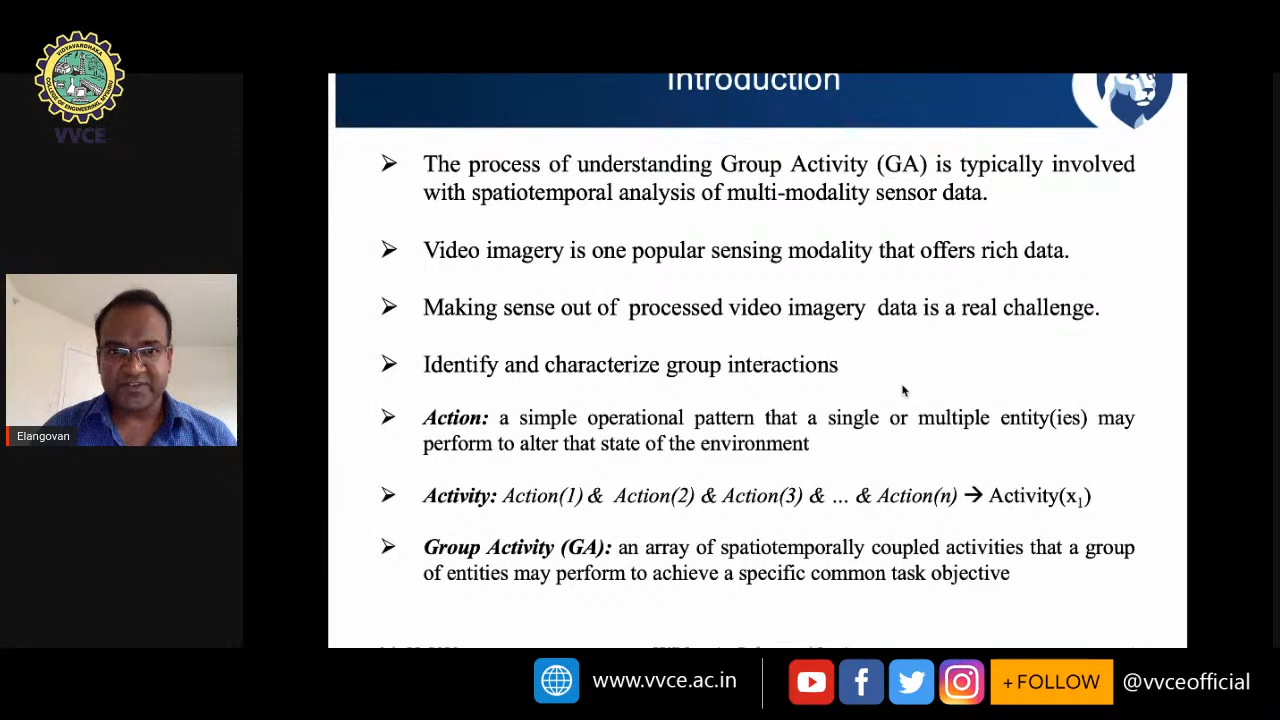 Introduction
VIDYAVARDHAKA
COLLEGE OF ENGINEERING, MYSURU
VVCE
➢ The process of understanding Group Activity (GA) is typically involved
with spatiotemporal analysis of multi-modality sensor data.
➢ Video imagery is one popular sensing modality that offers rich data.
➢ Making sense out of processed video imagery data is a real challenge.
➢ Identify and characterize group interactions
➢ Action: a simple operational pattern that a single or multiple entity(ies) may
perform to alter that state of the environment
➢ Activity: Action(1) & Action(2) & Action(3) & ... & Action(n) → Activity(x₁)
➢ Group Activity (GA): an array of spatiotemporally coupled activities that a group
of entities may perform to achieve a specific common task objective
Elangovan
www.vvce.ac.in
+ FOLLOW
@vvceofficial